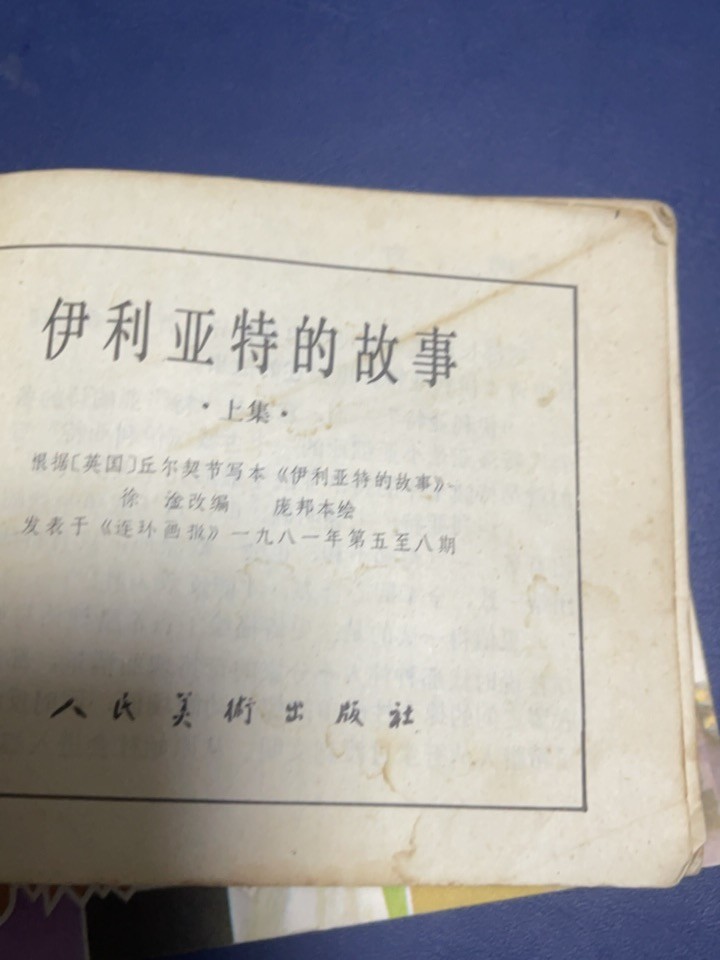 伊利亚特的故事
·上集·
根据〔英国〕丘尔契节写本《伊利亚特的故事》
徐　淦改编　庞邦本绘
发表于《连环画报》一九八一年第五至八期
人民美術出版社